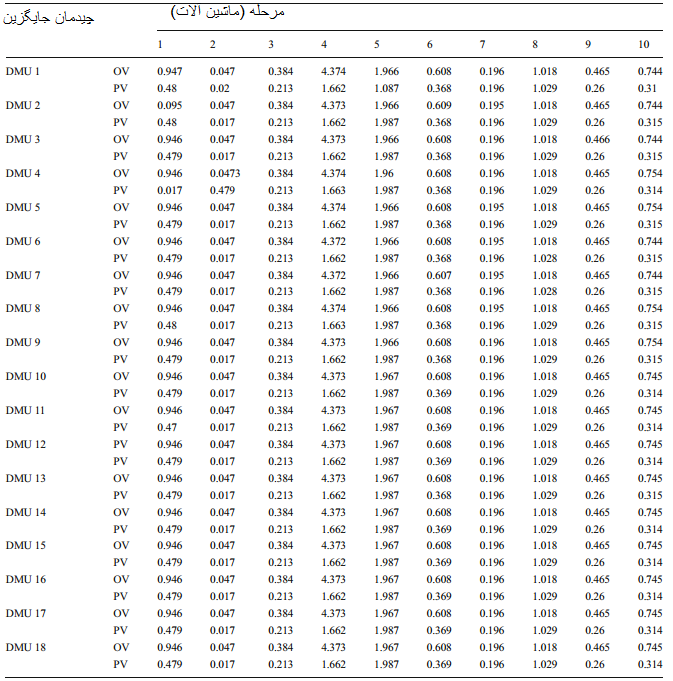 مرحله (ماشین الات)
چیدمان جایگزین
1 2 3 4 5 6 7 8 9 10
DMU 1 OV 0.947 0.047 0.384 4.374 1.966 0.608 0.196 1.018 0.465 0.744
PV 0.48 0.02 0.213 1.662 1.087 0.368 0.196 1.029 0.26 0.31
DMU 2 OV 0.095 0.047 0.384 4.373 1.966 0.609 0.195 1.018 0.465 0.744
PV 0.48 0.017 0.213 1.662 1.987 0.368 0.196 1.029 0.26 0.315
DMU 3 OV 0.946 0.047 0.384 4.373 1.966 0.608 0.196 1.018 0.466 0.744
PV 0.479 0.017 0.213 1.662 1.987 0.368 0.196 1.029 0.26 0.315
DMU 4 OV 0.946 0.0473 0.384 4.374 1.96 0.608 0.196 1.018 0.465 0.754
PV 0.017 0.479 0.213 1.663 1.987 0.368 0.196 1.029 0.26 0.314
DMU 5 OV 0.946 0.047 0.384 4.374 1.966 0.608 0.195 1.018 0.465 0.754
PV 0.479 0.017 0.213 1.662 1.987 0.368 0.196 1.029 0.26 0.315
DMU 6 OV 0.946 0.047 0.384 4.372 1.966 0.608 0.195 1.018 0.465 0.744
PV 0.479 0.017 0.213 1.662 1.987 0.368 0.196 1.028 0.26 0.315
DMU 7 OV 0.946 0.047 0.384 4.372 1.966 0.607 0.195 1.018 0.465 0.744
PV 0.479 0.017 0.213 1.662 1.987 0.368 0.196 1.028 0.26 0.315
DMU 8 OV 0.946 0.047 0.384 4.374 1.966 0.608 0.195 1.018 0.465 0.754
PV 0.48 0.017 0.213 1.663 1.987 0.368 0.196 1.029 0.26 0.315
DMU 9 OV 0.946 0.047 0.384 4.373 1.966 0.608 0.196 1.018 0.465 0.754
PV 0.479 0.017 0.213 1.662 1.987 0.368 0.196 1.029 0.26 0.315
DMU 10 OV 0.946 0.047 0.384 4.373 1.967 0.608 0.196 1.018 0.465 0.745
PV 0.479 0.017 0.213 1.662 1.987 0.369 0.196 1.029 0.26 0.314
DMU 11 OV 0.946 0.047 0.384 4.373 1.967 0.608 0.196 1.018 0.465 0.745
PV 0.47 0.017 0.213 1.662 1.987 0.369 0.196 1.029 0.26 0.314
DMU 12 PV 0.946 0.047 0.384 4.373 1.967 0.608 0.196 1.018 0.465 0.745
PV 0.479 0.017 0.213 1.662 1.987 0.369 0.196 1.029 0.26 0.314
DMU 13 OV 0.946 0.047 0.384 4.373 1.967 0.608 0.196 1.018 0.465 0.745
PV 0.479 0.017 0.213 1.662 1.987 0.368 0.196 1.029 0.26 0.315
DMU 14 OV 0.946 0.047 0.384 4.373 1.967 0.608 0.196 1.018 0.465 0.745
PV 0.479 0.017 0.213 1.662 1.987 0.369 0.196 1.029 0.26 0.314
DMU 15 OV 0.946 0.047 0.384 4.373 1.967 0.608 0.196 1.018 0.465 0.745
PV 0.479 0.017 0.213 1.662 1.987 0.369 0.196 1.029 0.26 0.314
DMU 16 OV 0.946 0.047 0.384 4.373 1.967 0.608 0.196 1.018 0.465 0.745
PV 0.479 0.017 0.213 1.662 1.987 0.369 0.196 1.029 0.26 0.314
DMU 17 OV 0.946 0.047 0.384 4.373 1.967 0.608 0.196 1.018 0.465 0.745
PV 0.479 0.017 0.213 1.662 1.987 0.369 0.196 1.029 0.26 0.314
DMU 18 OV 0.946 0.047 0.384 4.373 1.967 0.608 0.196 1.018 0.465 0.745
PV 0.479 0.017 0.213 1.662 1.987 0.369 0.196 1.029 0.26 0.314